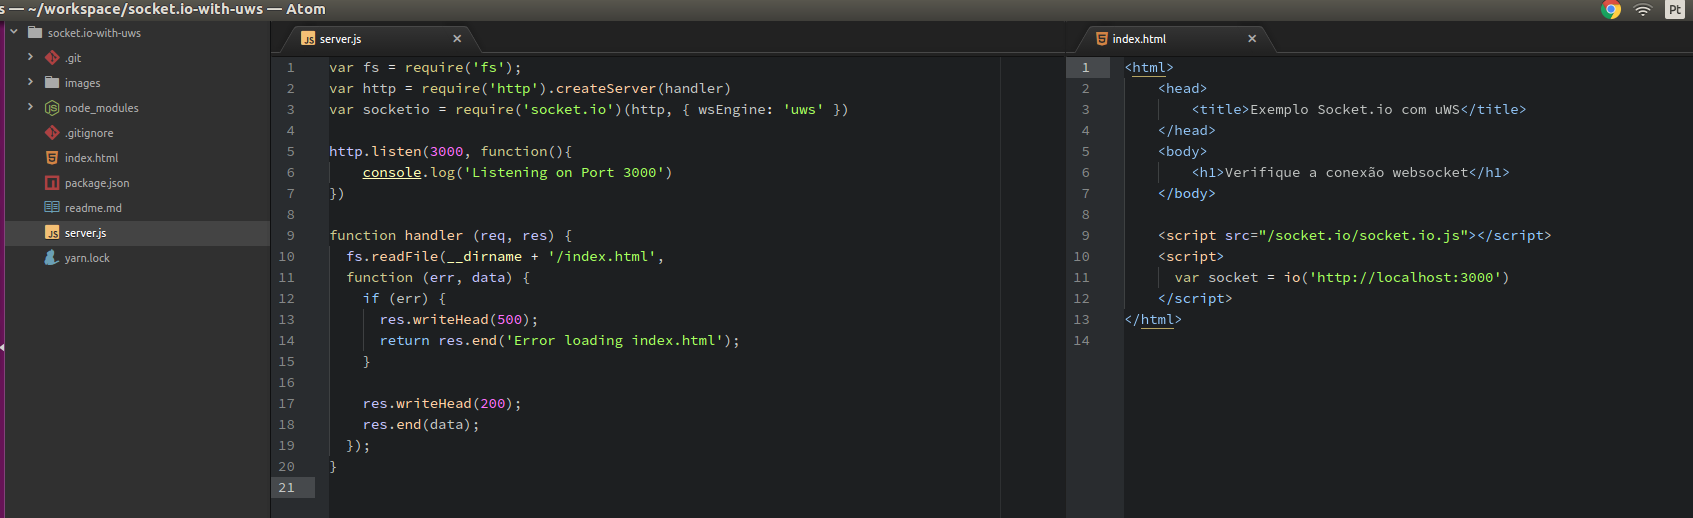 s — ~/workspace/socket.io-with-uws — Atom
Pt
socket.io-with-uws
.git
images
node_modules
.gitignore
index.html
package.json
readme.md
server.js
yarn.lock
server.js
1 var fs = require('fs');
2 var http = require('http').createServer(handler)
3 var socketio = require('socket.io')(http, { wsEngine: 'uws' })
4
5 http.listen(3000, function(){
6 console.log('Listening on Port 3000')
7 })
8
9 function handler (req, res) {
10 fs.readFile(__dirname + '/index.html',
11 function (err, data) {
12 if (err) {
13 res.writeHead(500);
14 return res.end('Error loading index.html');
15 }
16
17 res.writeHead(200);
18 res.end(data);
19 });
20 }
21
index.html
1 <html>
2 <head>
3 <title>Exemplo Socket.io com uWS</title>
4 </head>
5 <body>
6 <h1>Verifique a conexão websocket</h1>
7 </body>
8
9 <script src="/socket.io/socket.io.js"></script>
10 <script>
11 var socket = io('http://localhost:3000')
12 </script>
13 </html>
14